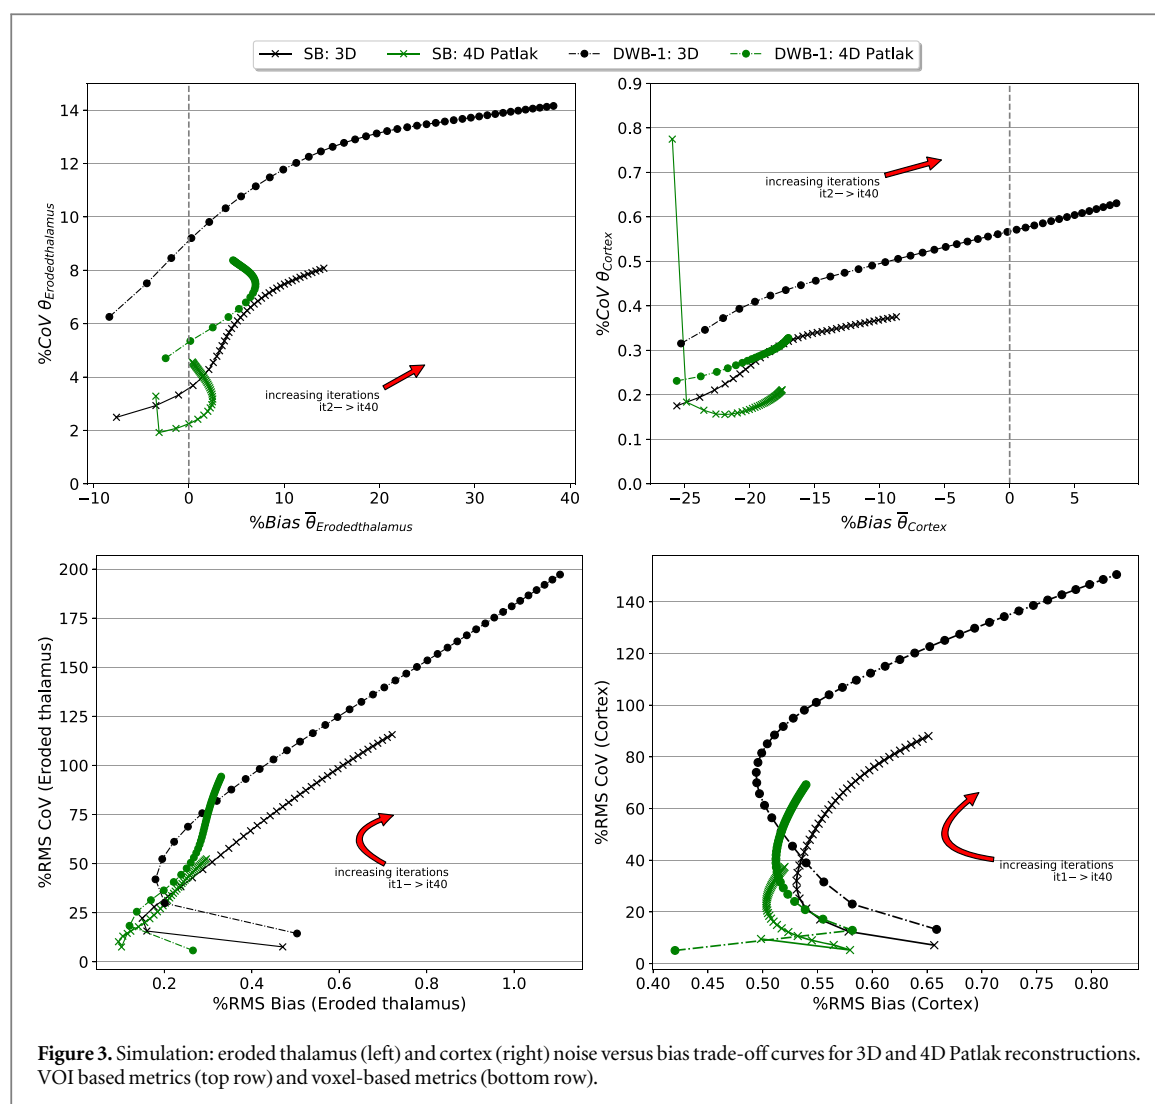 SB: 3D SB: 4D Patlak DWB-1: 3D DWB-1: 4D Patlak
14
12
10
8
6
4
2
0
%CoV θErodedthalamus
increasing iterations
it2−> it40
−10 0 10 20 30 40
%Bias θ̅Erodedthalamus
0.9
0.8
0.7
0.6
0.5
0.4
0.3
0.2
0.1
0.0
%CoV θCortex
increasing iterations
it2−> it40
−25 −20 −15 −10 −5 0 5
%Bias θ̅Cortex
200
175
150
125
100
75
50
25
0
%RMS CoV (Eroded thalamus)
increasing iterations
it1−> it40
0.2 0.4 0.6 0.8 1.0
%RMS Bias (Eroded thalamus)
140
120
100
80
60
40
20
0
%RMS CoV (Cortex)
increasing iterations
it1−> it40
0.40 0.45 0.50 0.55 0.60 0.65 0.70 0.75 0.80
%RMS Bias (Cortex)
Figure 3. Simulation: eroded thalamus (left) and cortex (right) noise versus bias trade-off curves for 3D and 4D Patlak reconstructions.
VOI based metrics (top row) and voxel-based metrics (bottom row).